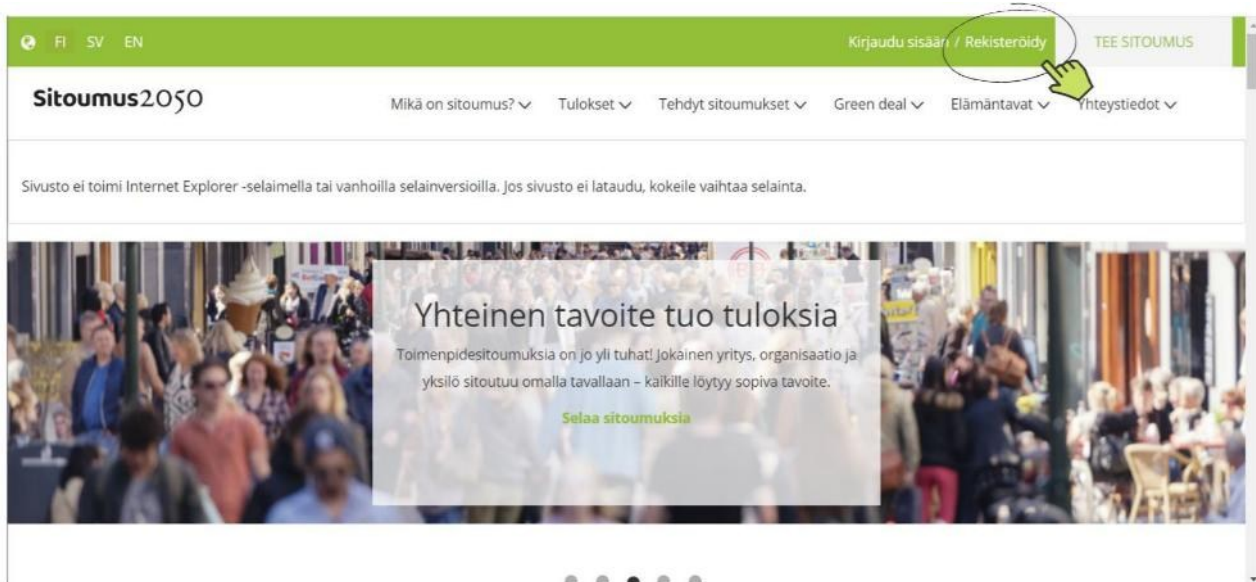 FI SV EN Kirjaudu sisään / Rekisteröidy TEE SITOUMUS
Sitoumus2050 Mikä on sitoumus? Tulokset Tehdyt sitoumukset Green deal Elämäntavat Yhteystiedot
Sivusto ei toimi Internet Explorer -selaimella tai vanhoilla selainversioilla. Jos sivusto ei lataudu, kokeile vaihtaa selainta.
Yhteinen tavoite tuo tuloksia
Toimenpidesitoumuksia on jo yli tuhat! Jokainen yritys, organisaatio ja
yksilö sitoutuu omalla tavallaan – kaikille löytyy sopiva tavoite.
Selaa sitoumuksia